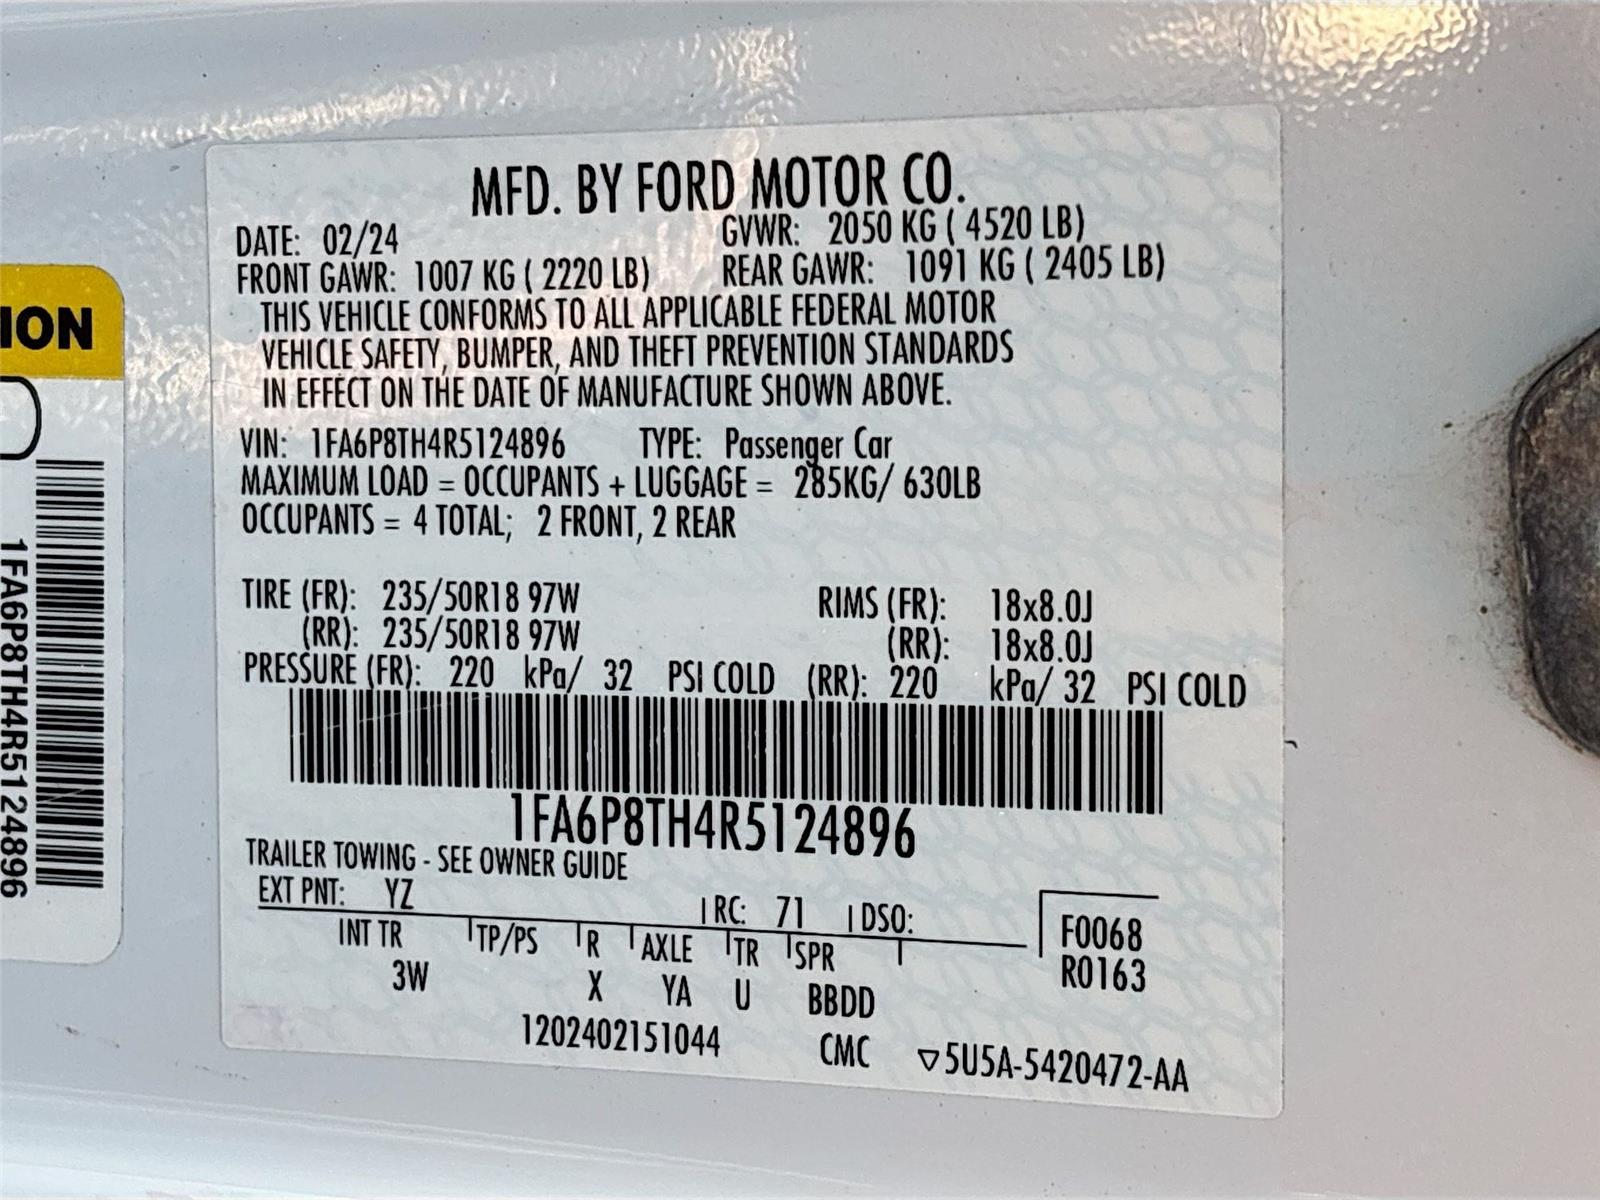 MFD. BY FORD MOTOR CO.
DATE: 02/24 GVWR: 2050 KG ( 4520 LB)
FRONT GAWR: 1007 KG ( 2220 LB) REAR GAWR: 1091 KG ( 2405 LB)
THIS VEHICLE CONFORMS TO ALL APPLICABLE FEDERAL MOTOR
VEHICLE SAFETY, BUMPER, AND THEFT PREVENTION STANDARDS
IN EFFECT ON THE DATE OF MANUFACTURE SHOWN ABOVE.
VIN: 1FA6P8TH4R5124896 TYPE: Passenger Car
MAXIMUM LOAD = OCCUPANTS + LUGGAGE = 285KG/ 630LB
OCCUPANTS = 4 TOTAL; 2 FRONT, 2 REAR
TIRE (FR): 235/50R18 97W RIMS (FR): 18x8.0J
(RR): 235/50R18 97W (RR): 18x8.0J
PRESSURE (FR): 220 kPa/ 32 PSI COLD (RR): 220 kPa/ 32 PSI COLD
1FA6P8TH4R5124896
TRAILER TOWING - SEE OWNER GUIDE
EXT PNT: YZ RC: 71 DSO:
INT TR TP/PS R AXLE TR SPR
3W X YA U BBDD
F0068
R0163
1202402151044 CMC ▽5U5A-5420472-AA
ION
1FA6P8TH4R5124896